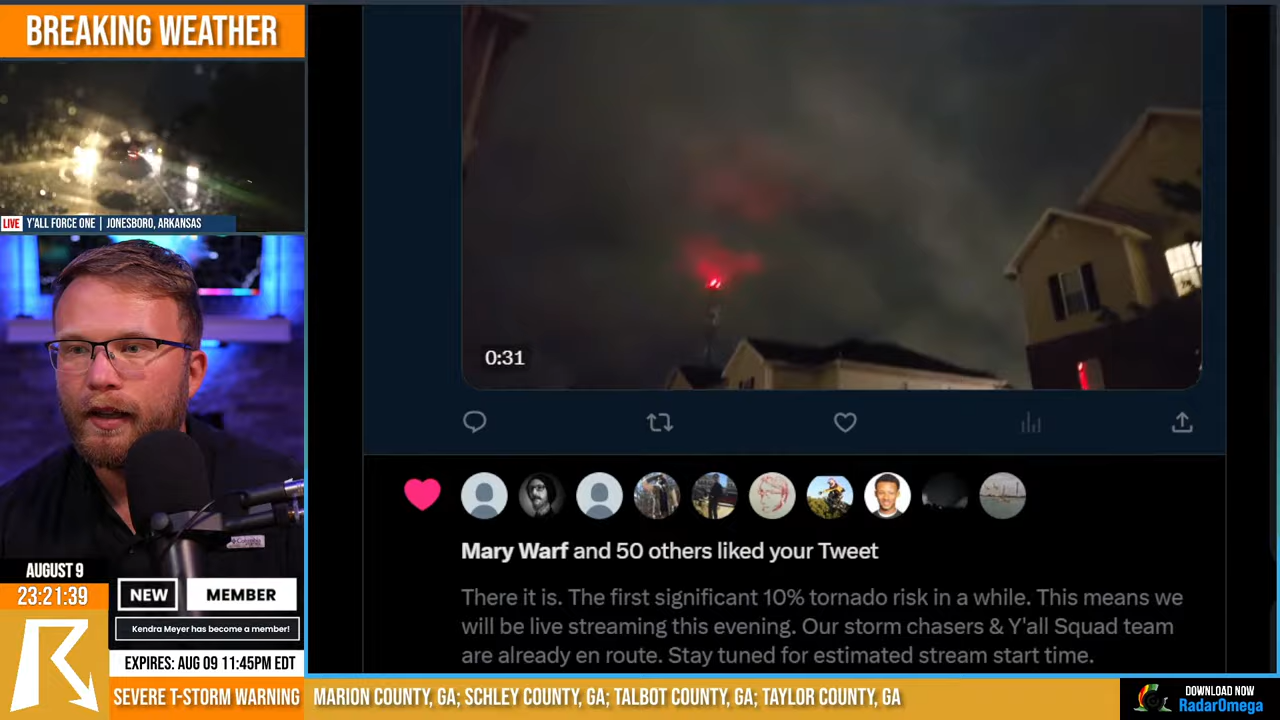 BREAKING WEATHER
LIVE Y'ALL FORCE ONE | JONESBORO, ARKANSAS
0:31
Mary Warf and 50 others liked your Tweet
There it is. The first significant 10% tornado risk in a while. This means we
will be live streaming this evening. Our storm chasers & Y'all Squad team
are already en route. Stay tuned for estimated stream start time.
AUGUST 9
23:21:39
NEW MEMBER
Kendra Meyer has become a member!
EXPIRES: AUG 09 11:45PM EDT
SEVERE T-STORM WARNING
MARION COUNTY, GA; SCHLEY COUNTY, GA; TALBOT COUNTY, GA; TAYLOR COUNTY, GA
DOWNLOAD NOW
RadarOmega